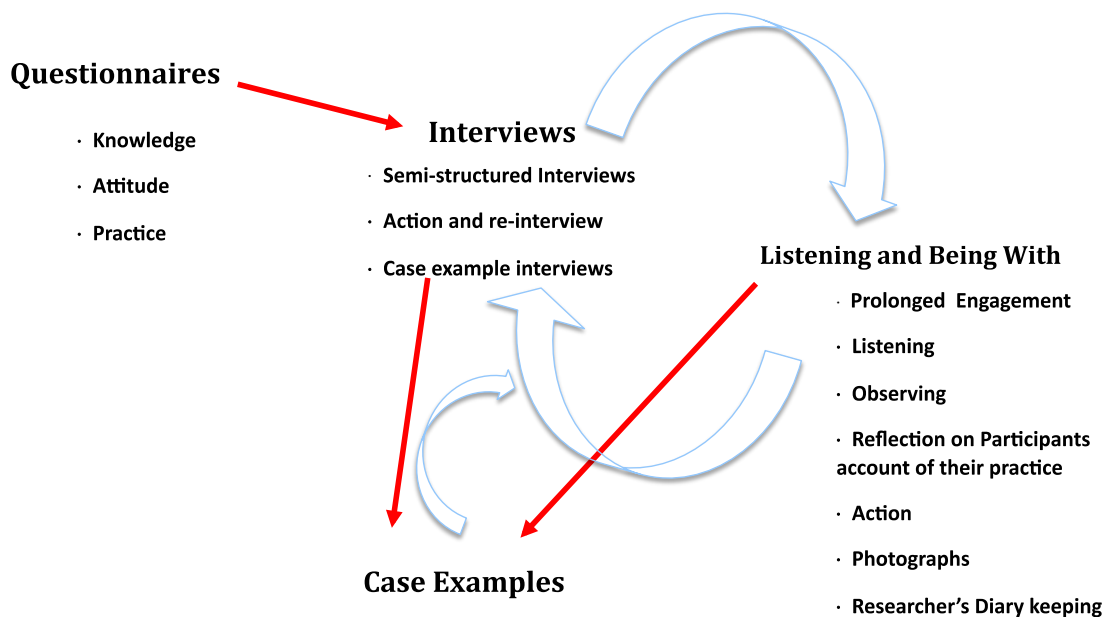 Questionnaires
· Knowledge
· Attitude
· Practice
Interviews
· Semi-structured Interviews
· Action and re-interview
· Case example interviews
Listening and Being With
· Prolonged  Engagement
· Listening
· Observing
· Reflection on Participants
account of their practice
· Action
· Photographs
· Researcher’s Diary keeping
Case Examples